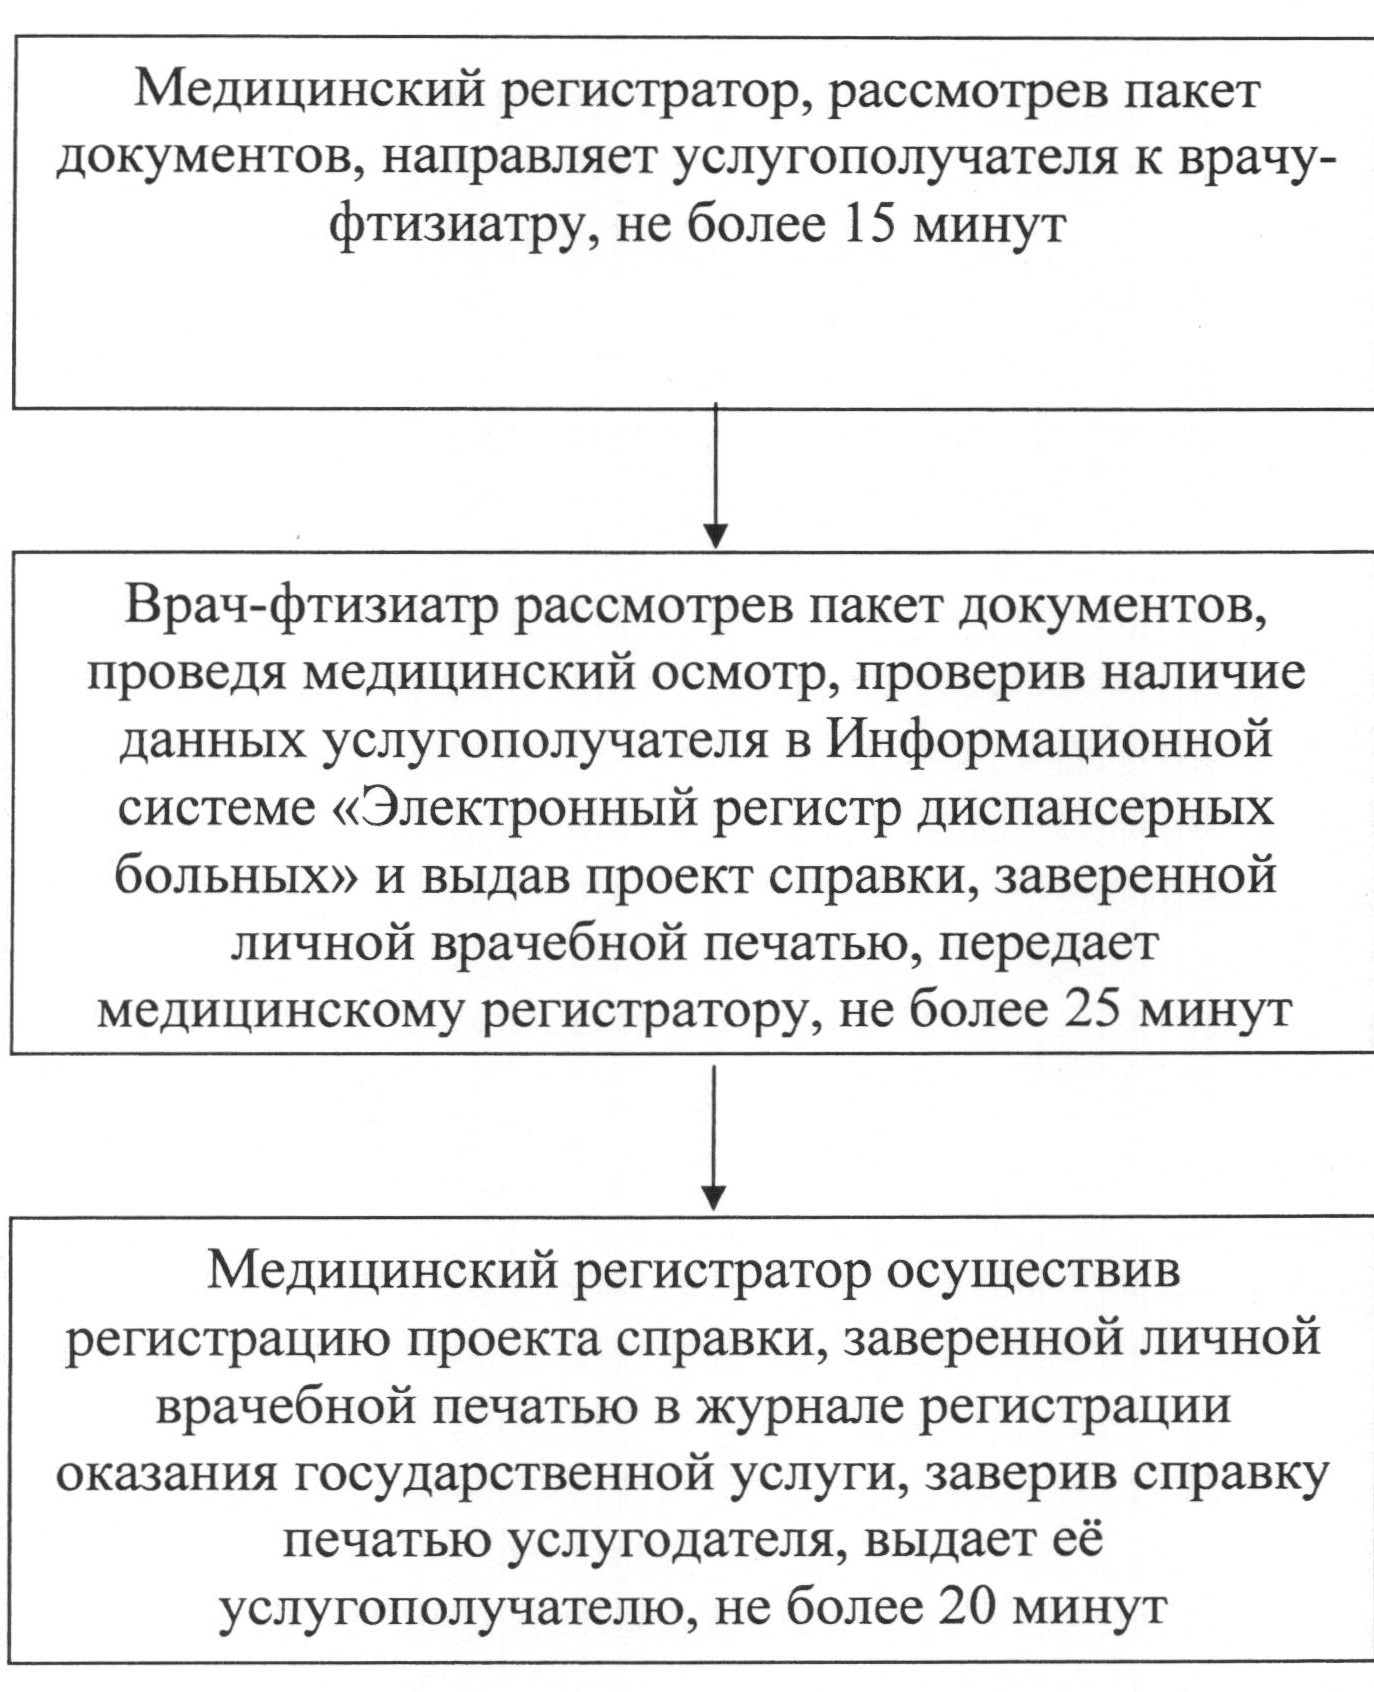 Медицинский регистратор, рассмотрев пакет
документов, направляет услугополучателя к врачу-
фтизиатру, не более 15 минут
Врач-фтизиатр рассмотрев пакет документов,
проведя медицинский осмотр, проверив наличие
данных услугополучателя в Информационной
системе «Электронный регистр диспансерных
больных» и выдав проект справки, заверенной
личной врачебной печатью, передает
медицинскому регистратору, не более 25 минут
Медицинский регистратор осуществив
регистрацию проекта справки, заверенной личной
врачебной печатью в журнале регистрации
оказания государственной услуги, заверив справку
печатью услугодателя, выдает её
услугополучателю, не более 20 минут